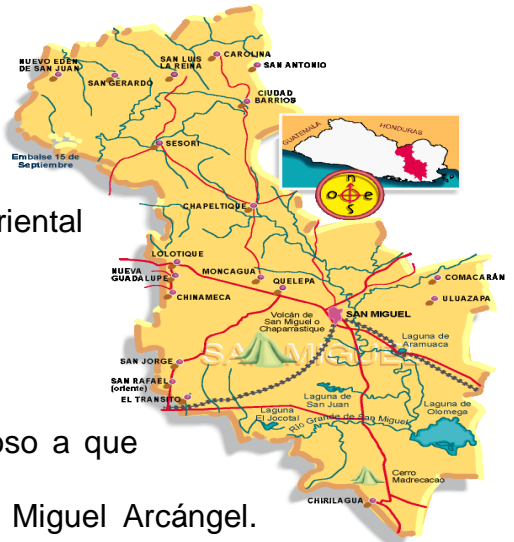 CAROLINA
NUEVO EDEN
DE SAN JUAN
SAN LUIS
LA REINA
SAN ANTONIO
SAN GERARDO
CIUDAD
BARRIOS
GUATEMALA
HONDURAS
SESORI
Embalse 15 de
Septiembre
n
o e
s
CHAPELTIQUE
riental
LOLOTIQUE
NUEVA
GUADALUPE
MONCAGUA
QUELEPA
COMACARÁN
CHINAMECA
ULUAZAPA
Volcán de
San Miguel o
Chaparrastique
SAN MIGUEL
Laguna de
Aramuaca
SAN MIGUEL
SAN JORGE
SAN RAFAEL
(oriente)
EL TRANSITO
Laguna de
San Juan
Laguna
El Jocotal
Río Grande de San Miguel
Laguna de
Olomega
oso a que
Cerro
Madrecacao
CHIRILAGUA
Miguel Arcángel.